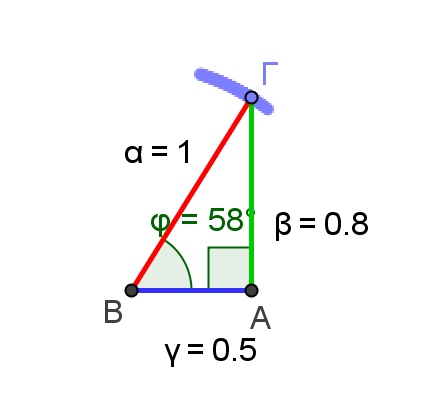 Γ
α = 1
φ = 58°
β = 0.8
B
A
γ = 0.5